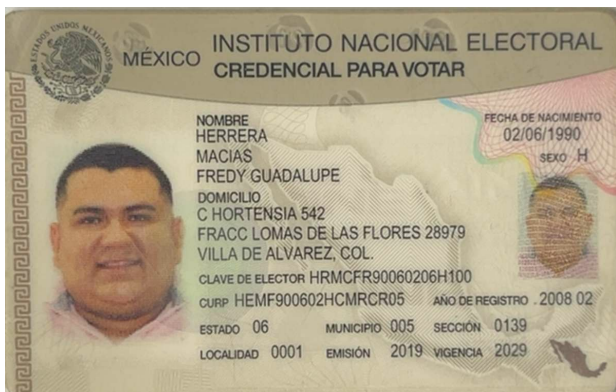 ESTADOS UNIDOS MEXICANOS
MÉXICO INSTITUTO NACIONAL ELECTORAL
CREDENCIAL PARA VOTAR
NOMBRE
HERRERA
MACIAS
FREDY GUADALUPE
FECHA DE NACIMIENTO
02/06/1990
SEXO H
DOMICILIO
C HORTENSIA 542
FRACC LOMAS DE LAS FLORES 28979
VILLA DE ALVAREZ, COL.
CLAVE DE ELECTOR HRMCFR90060206H100
CURP HEMF900602HCMRCR05 AÑO DE REGISTRO 2008 02
ESTADO 06 MUNICIPIO 005 SECCIÓN 0139
LOCALIDAD 0001 EMISIÓN 2019 VIGENCIA 2029